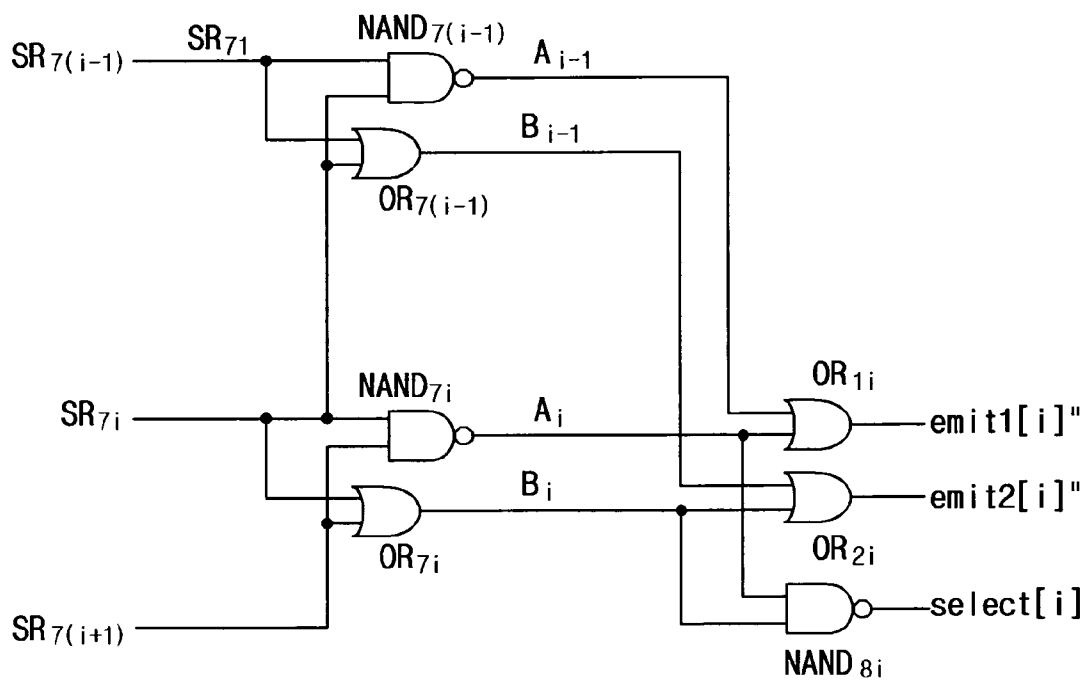 NAND7(i-1)
SR7(i-1)
SR71
Ai-1
Bi-1
OR7(i-1)
NAND7i
SR7i
Ai
OR1i
emit1[i]"
Bi
emit2[i]"
OR7i
OR2i
SR7(i+1)
select[i]
NAND8i